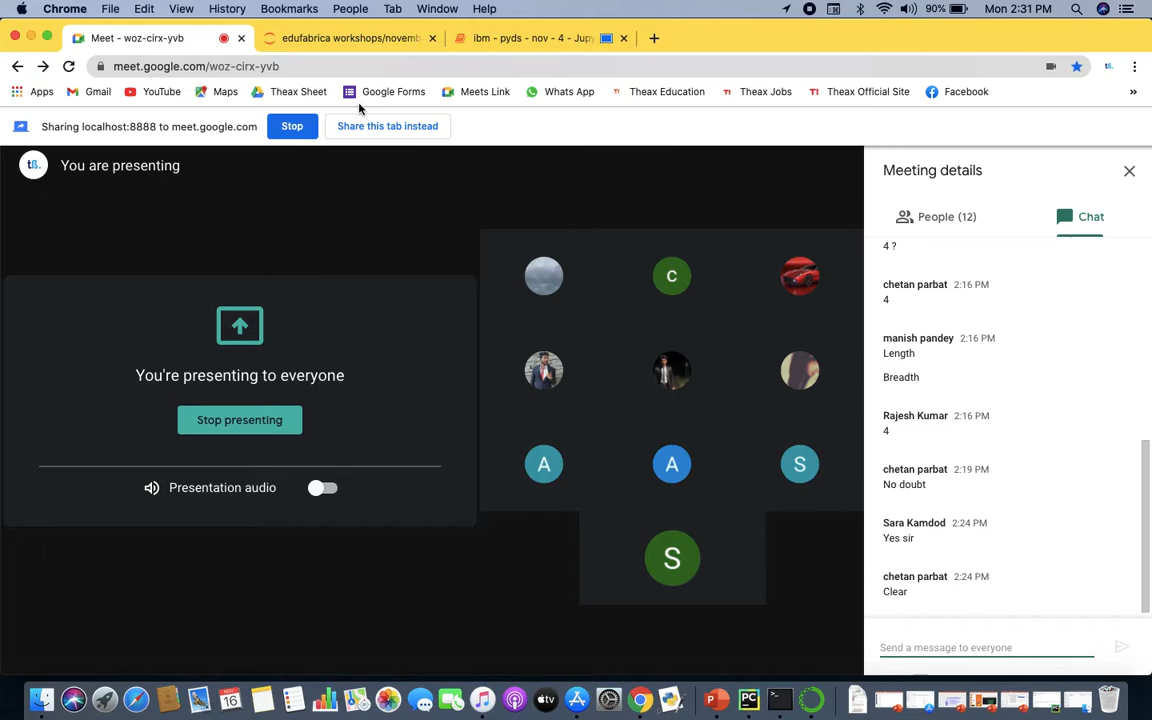 Chrome File Edit View History Bookmarks People Tab Window Help 90% Mon 2:31 PM
Meet - woz-cirx-yvb edufabrica workshops/novemb ibm - pyds - nov - 4 - Jupy
meet.google.com/woz-cirx-yvb tß.
Apps Gmail YouTube Maps Theax Sheet Google Forms Meets Link Whats App Theax Education Theax Jobs Theax Official Site Facebook »
Sharing localhost:8888 to meet.google.com Stop Share this tab instead
tß. You are presenting
You're presenting to everyone
Stop presenting
Presentation audio
C
A A S
S
Meeting details
People (12) Chat
4 ?
chetan parbat 2:16 PM
4
manish pandey 2:16 PM
Length
Breadth
Rajesh Kumar 2:16 PM
4
chetan parbat 2:19 PM
No doubt
Sara Kamdod 2:24 PM
Yes sir
chetan parbat 2:24 PM
Clear
Send a message to everyone
NOV
16
PC